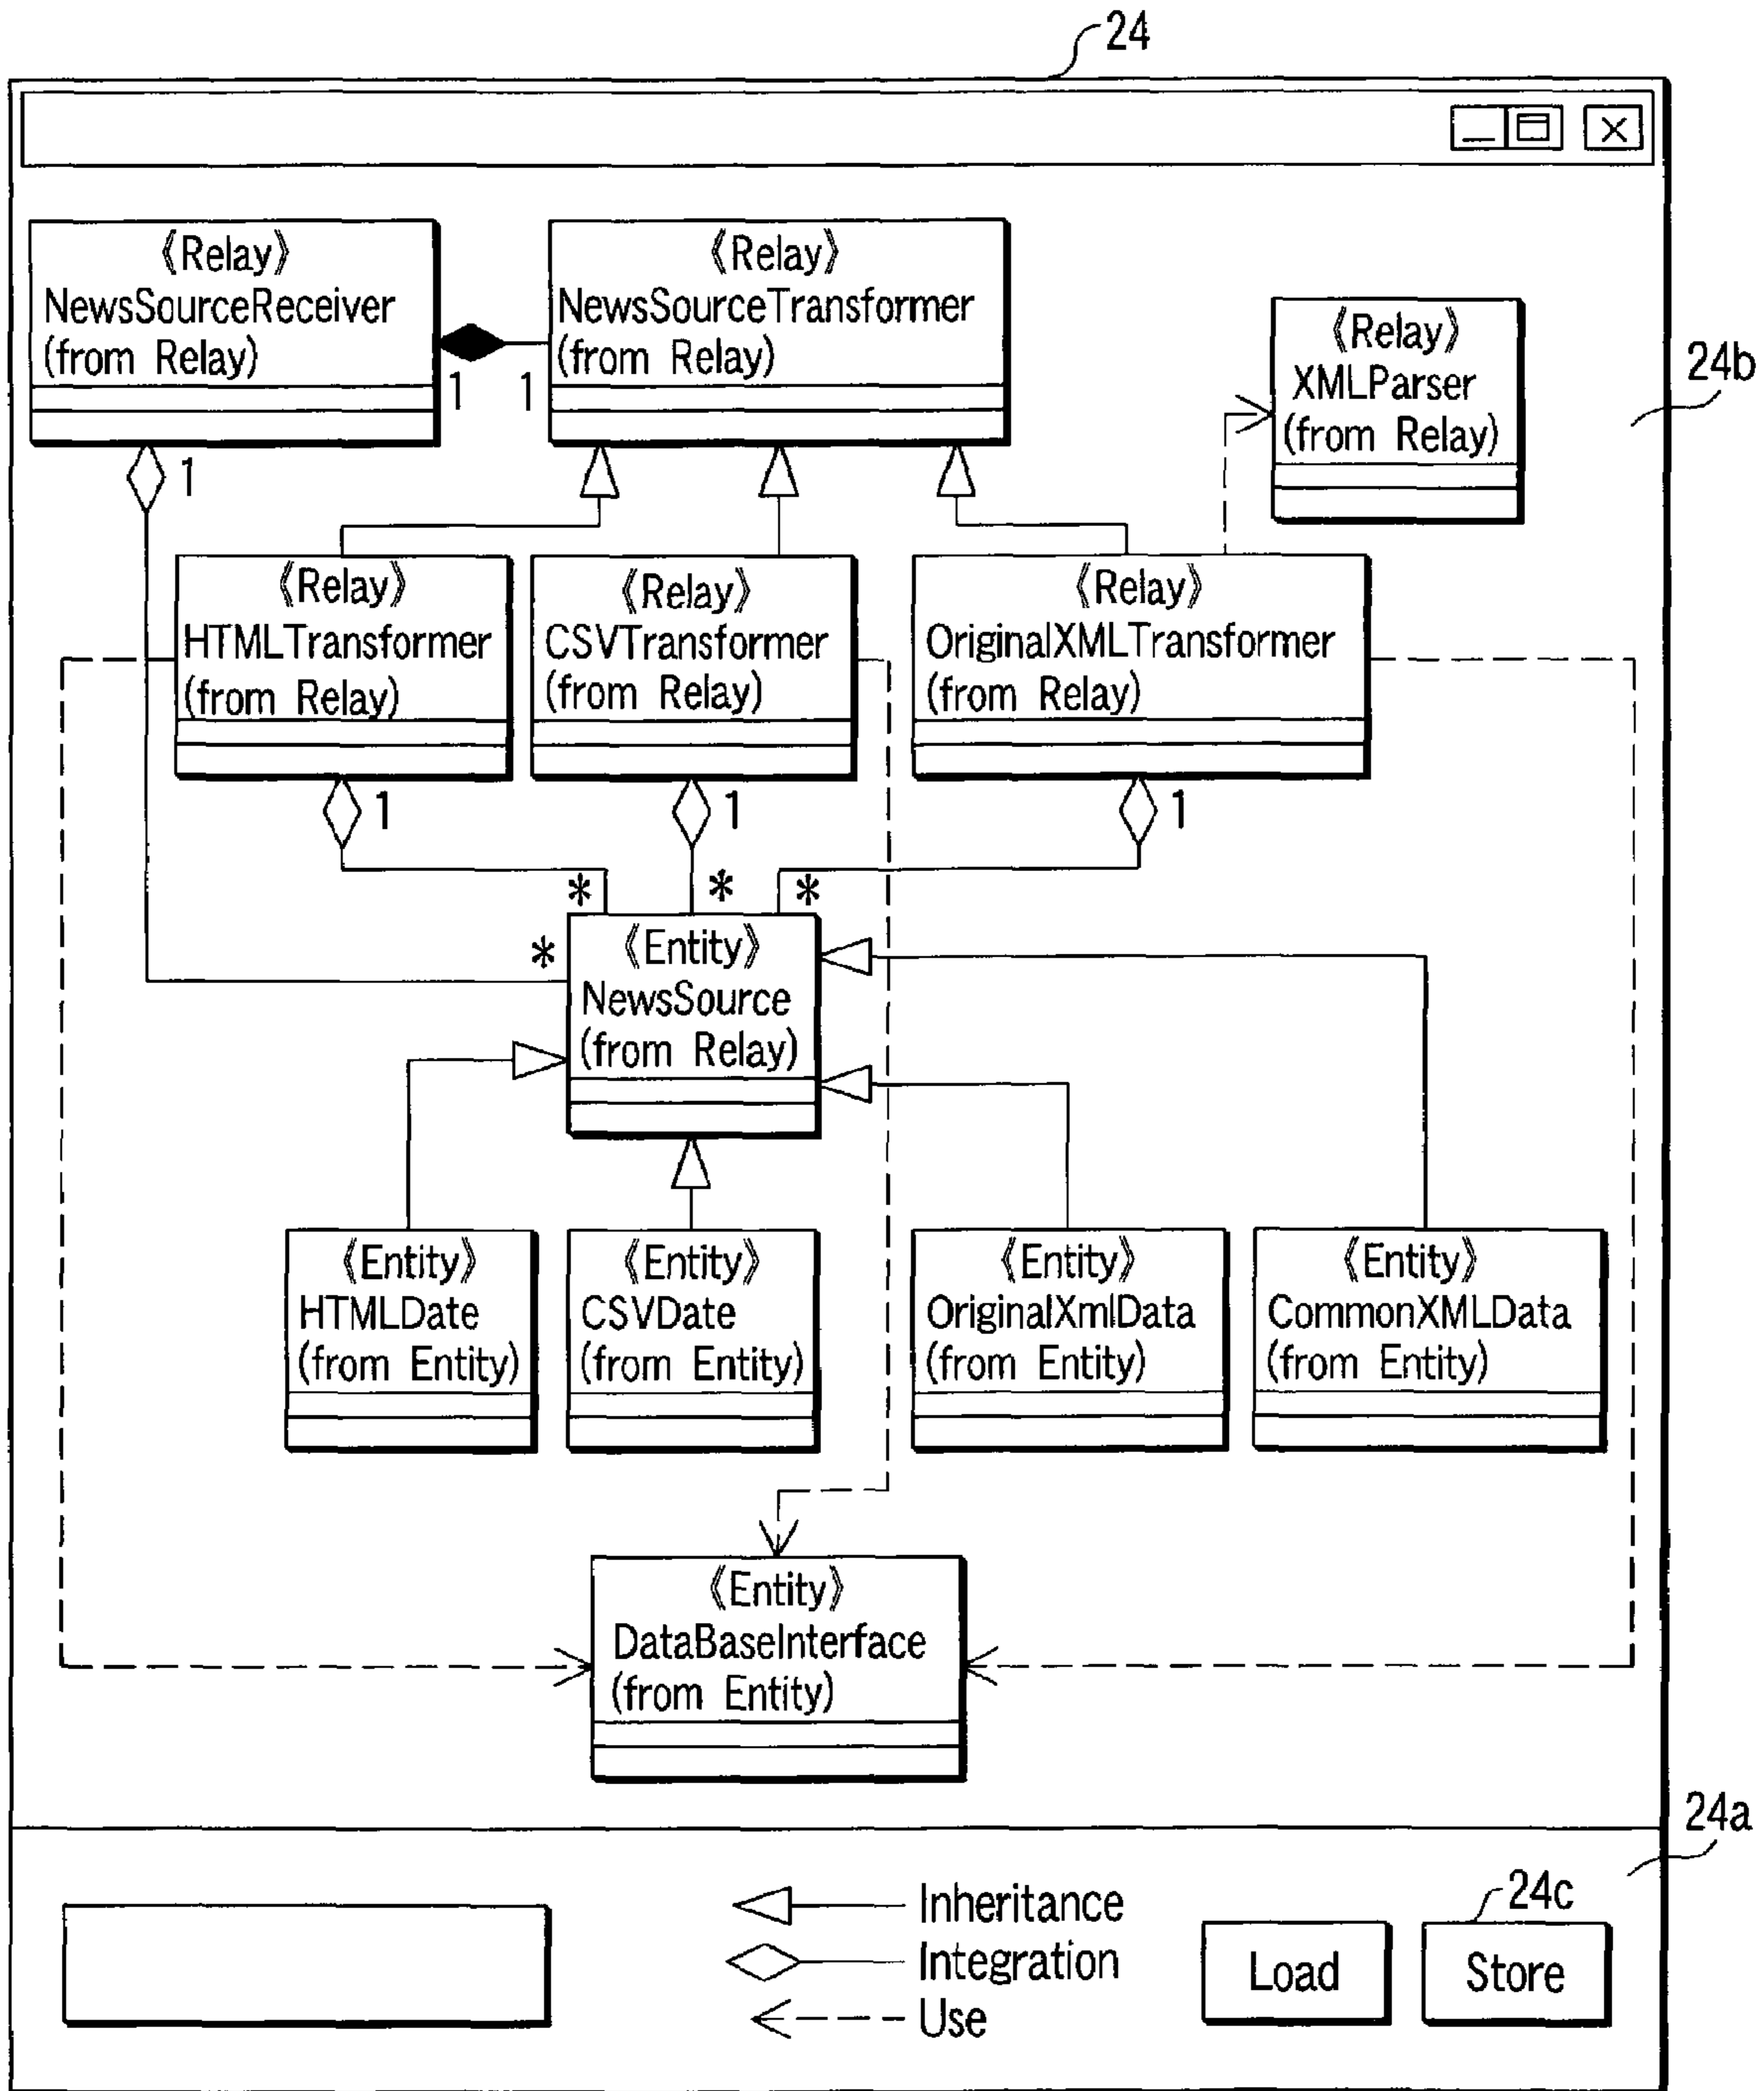 24
《Relay》
NewsSourceReceiver
(from Relay)
1
《Relay》
NewsSourceTransformer
(from Relay)
1
《Relay》
XMLParser
(from Relay)
24b
1
《Relay》
HTMLTransformer
(from Relay)
1
《Relay》
CSVTransformer
(from Relay)
1
《Relay》
OriginalXMLTransformer
(from Relay)
1
*
*
*
*
《Entity》
NewsSource
(from Relay)
《Entity》
HTMLDate
(from Entity)
《Entity》
CSVDate
(from Entity)
《Entity》
OriginalXmlData
(from Entity)
《Entity》
CommonXMLData
(from Entity)
《Entity》
DataBaseInterface
(from Entity)
24a
Inheritance
Integration
Use
Load
24c
Store